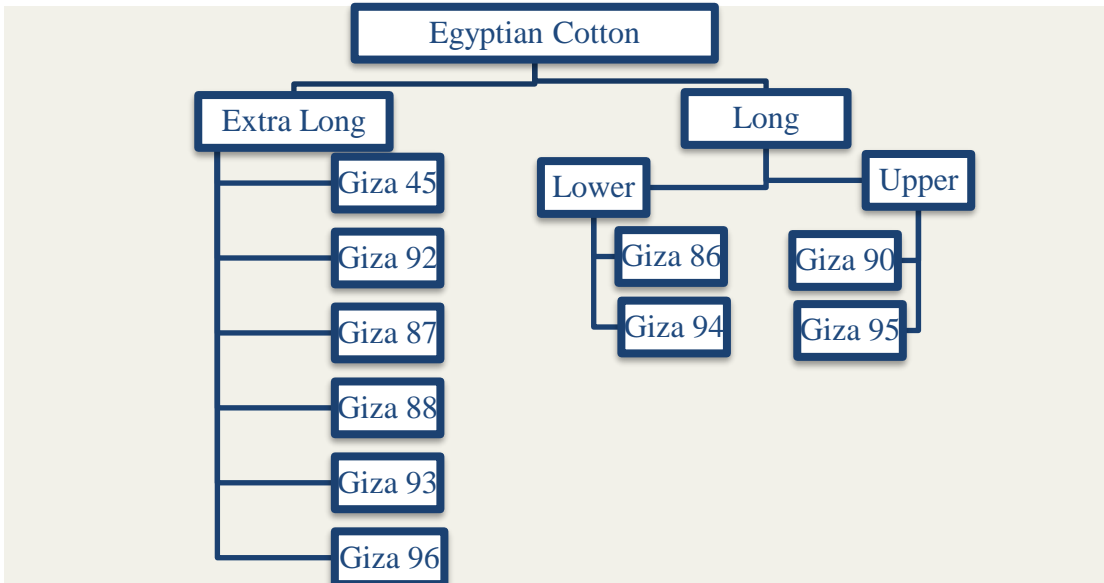 Egyptian Cotton
Extra Long
Giza 45
Giza 92
Giza 87
Giza 88
Giza 93
Giza 96
Long
Lower
Giza 86
Giza 94
Upper
Giza 90
Giza 95